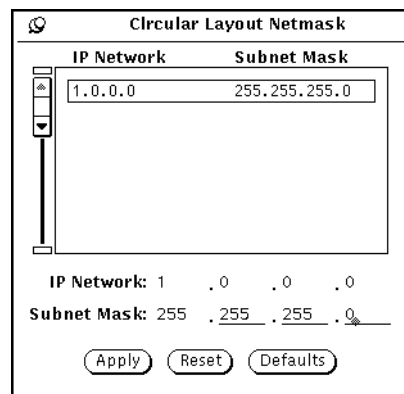 Circular Layout Netmask
IP Network Subnet Mask
1.0.0.0 255.255.255.0
IP Network: 1 .0 .0 .0
Subnet Mask: 255 .255 .255 .0
Apply Reset Defaults